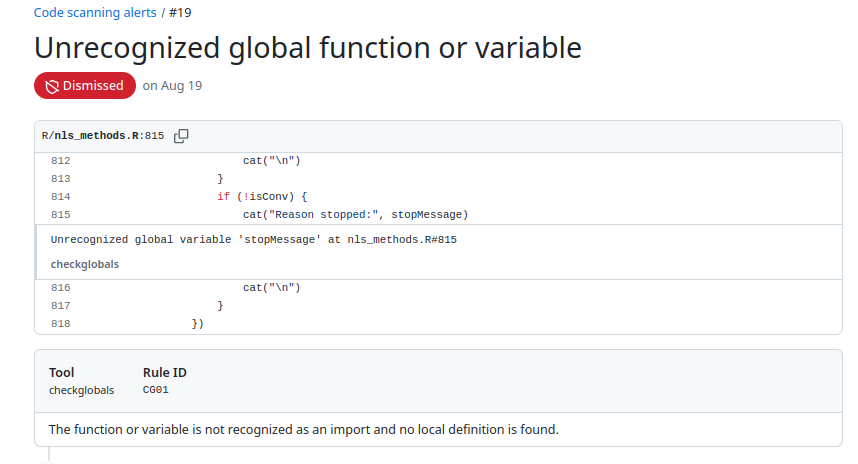 Code scanning alerts / #19
Unrecognized global function or variable
Dismissed on Aug 19
R/nls_methods.R:815
812 cat("\n")
813 }
814 if (!isConv) {
815 cat("Reason stopped:", stopMessage)
Unrecognized global variable 'stopMessage' at nls_methods.R#815
checkglobals
816 cat("\n")
817 }
818 })
Tool Rule ID
checkglobals CG01
The function or variable is not recognized as an import and no local definition is found.